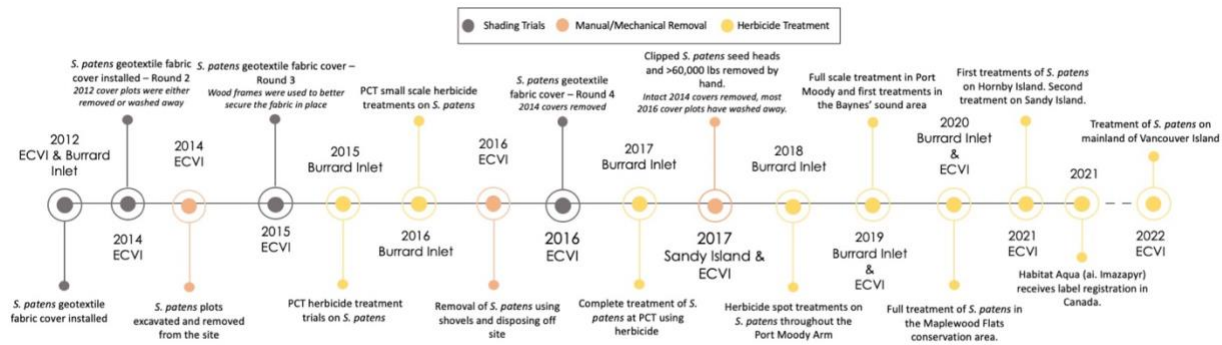 Shading Trials
Manual/Mechanical Removal
Herbicide Treatment
S. patens geotextile fabric
cover installed – Round 2
2012 cover plots were either
removed or washed away
S. patens geotextile fabric cover –
Round 3
Wood frames were used to better
secure the fabric in place
PCT small scale herbicide
treatments on S. patens
S. patens geotextile
fabric cover – Round 4
2014 covers removed
Clipped S. patens seed heads
and >60,000 lbs removed by
hand.
Intact 2014 covers removed, most
2016 cover plots have washed away.
Full scale treatment in Port
Moody and first treatments in
the Baynes' sound area
First treatments of S. patens
on Hornby Island. Second
treatment on Sandy Island.
Treatment of S. patens on
mainland of Vancouver Island
2012
ECVI & Burrard
Inlet
2014
ECVI
2015
Burrard Inlet
2016
ECVI
2017
Burrard Inlet
2018
Burrard Inlet
2020
Burrard Inlet
&
ECVI
2021
2014
ECVI
2015
ECVI
2016
Burrard Inlet
2016
ECVI
2017
Sandy Island &
ECVI
2019
Burrard Inlet
&
ECVI
2021
ECVI
2022
ECVI
S. patens geotextile
fabric cover installed
S. patens plots
excavated and removed
from the site
PCT herbicide treatment
trials on S. patens
Removal of S. patens using
shovels and disposing off
site
Complete treatment of S.
patens at PCT using
herbicide
Herbicide spot treatments on
S. patens throughout the
Port Moody Arm
Full treatment of S. patens in
the Maplewood Flats
conservation area.
Habitat Aqua (ai. Imazapyr)
receives label registration in
Canada.